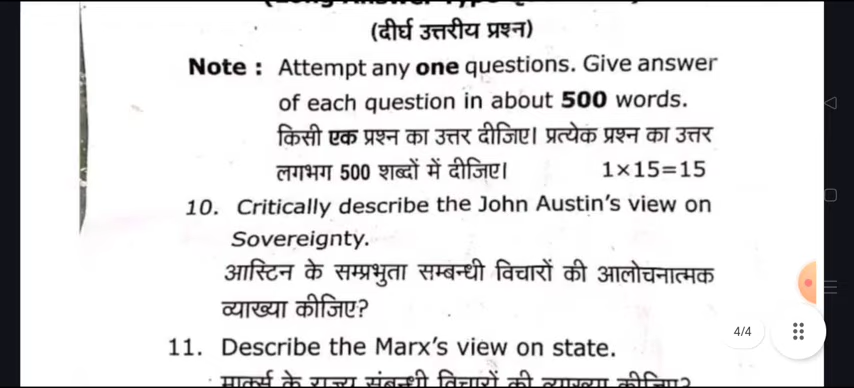 (दीर्घ उत्तरीय प्रश्न)
Note : Attempt any one questions. Give answer
of each question in about 500 words.
किसी एक प्रश्न का उत्तर दीजिए। प्रत्येक प्रश्न का उत्तर
लगभग 500 शब्दों में दीजिए। 1×15=15
10. Critically describe the John Austin's view on
Sovereignty.
आस्टिन के सम्प्रभुता सम्बन्धी विचारों की आलोचनात्मक
व्याख्या कीजिए?
4/4
11. Describe the Marx's view on state.
मार्क्स के राज्य संबन्धी विचारों की व्याख्या कीजिए?